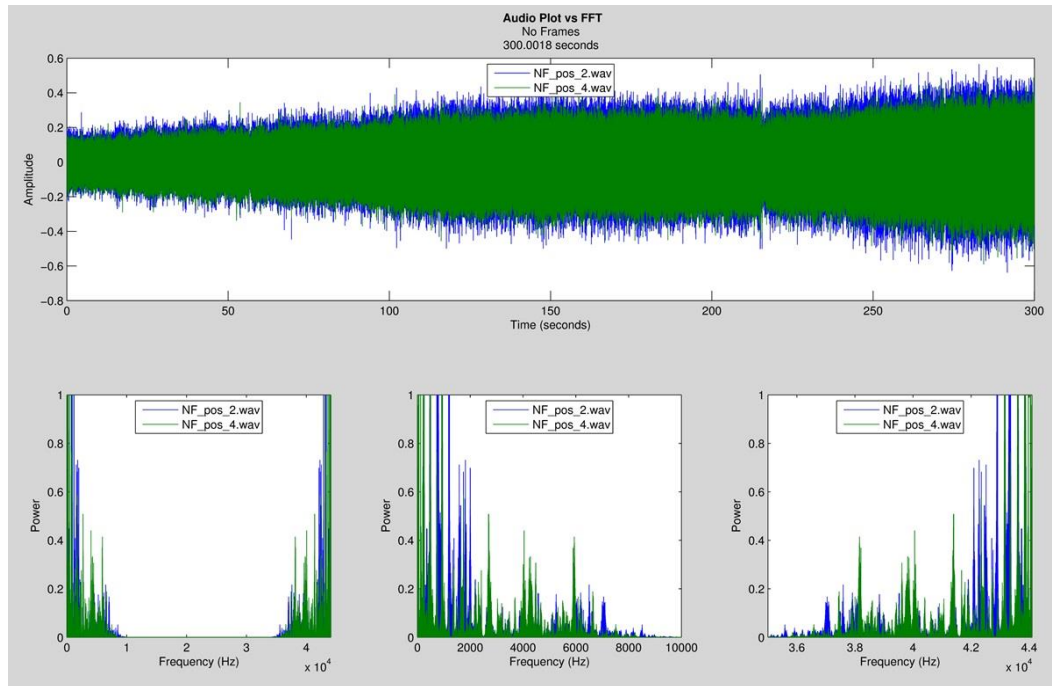 Audio Plot vs FFT
No Frames
300.0018 seconds
NF_pos_2.wav
NF_pos_4.wav
0.6
0.4
0.2
0
−0.2
−0.4
−0.6
−0.8
Amplitude
0 50 100 150 200 250 300
Time (seconds)
NF_pos_2.wav
NF_pos_4.wav
1
0.8
0.6
0.4
0.2
0
Power
0 1 2 3 4
Frequency (Hz)
x 10^4
NF_pos_2.wav
NF_pos_4.wav
1
0.8
0.6
0.4
0.2
0
Power
0 2000 4000 6000 8000 10000
Frequency (Hz)
NF_pos_2.wav
NF_pos_4.wav
1
0.8
0.6
0.4
0.2
0
Power
3.6 3.8 4 4.2 4.4
Frequency (Hz)
x 10^4